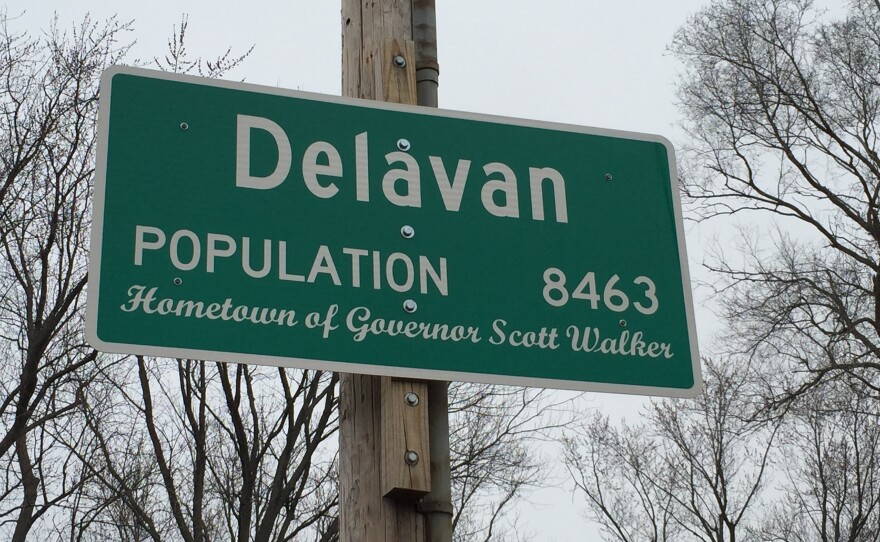 Delavan
POPULATION 8463
Hometown of Governor Scott Walker